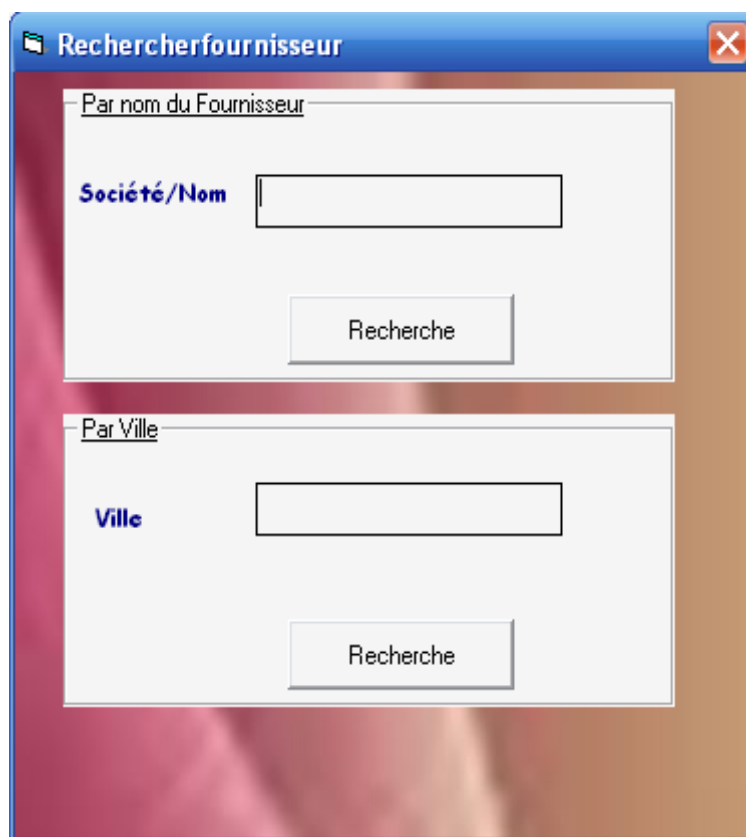 Rechercherfournisseur
Par nom du Fournisseur
Société/Nom
Recherche
Par Ville
Ville
Recherche